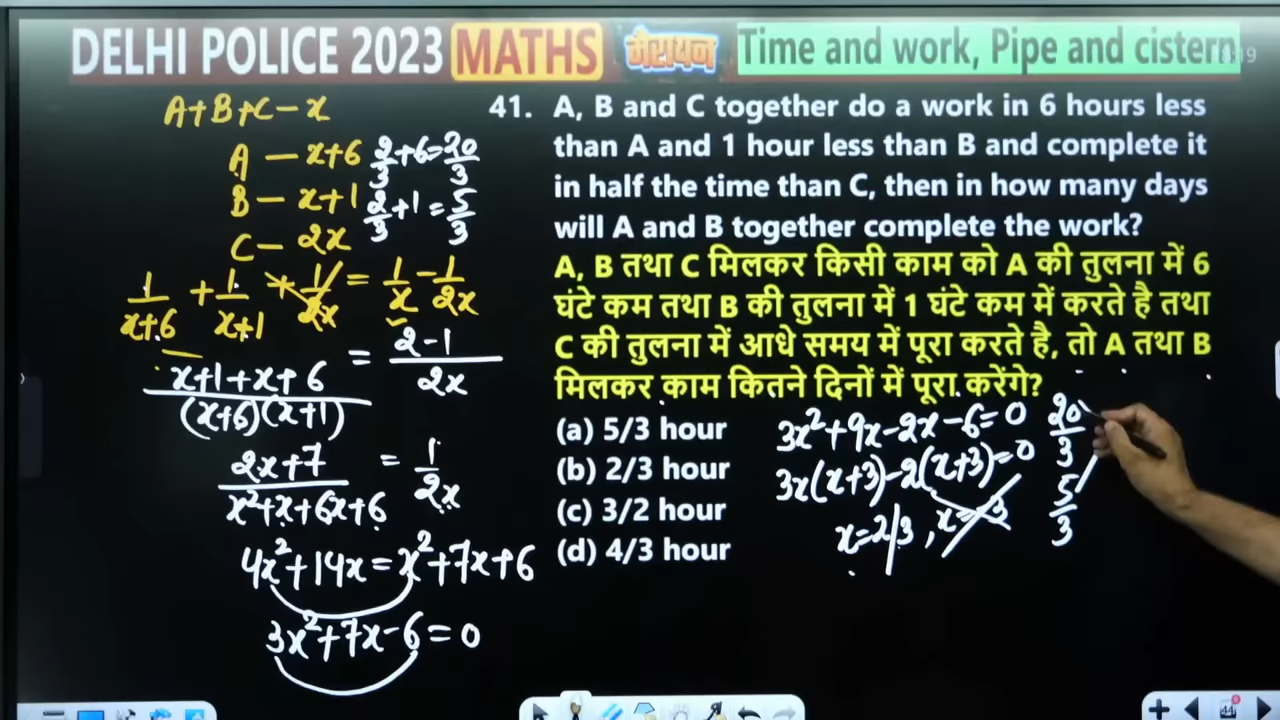 DELHI POLICE 2023 MATHS मैरायन Time and work, Pipe and cistern
A+B+C – x
A – x+6 2/3+6=20/3
B – x+1 2/3+1=5/3
C – 2x
1/(x+6) + 1/(x+1) + 1/2x = 1/x – 1/2x
(x+1+x+6)/((x+6)(x+1)) = (2-1)/2x
(2x+7)/(x²+x+6x+6) = 1/2x
4x²+14x=x²+7x+6
3x²+7x-6=0
41. A, B and C together do a work in 6 hours less
than A and 1 hour less than B and complete it
in half the time than C, then in how many days
will A and B together complete the work?
A, B तथा C मिलकर किसी काम को A की तुलना में 6
घंटे कम तथा B की तुलना में 1 घंटे कम में करते है तथा
C की तुलना में आधे समय में पूरा करते है, तो A तथा B
मिलकर काम कितने दिनों में पूरा करेंगे?
(a) 5/3 hour
(b) 2/3 hour
(c) 3/2 hour
(d) 4/3 hour
3x²+9x-2x-6=0
3x(x+3)-2(x+3)=0
x=2/3, x=-3
20/3
5/3
44